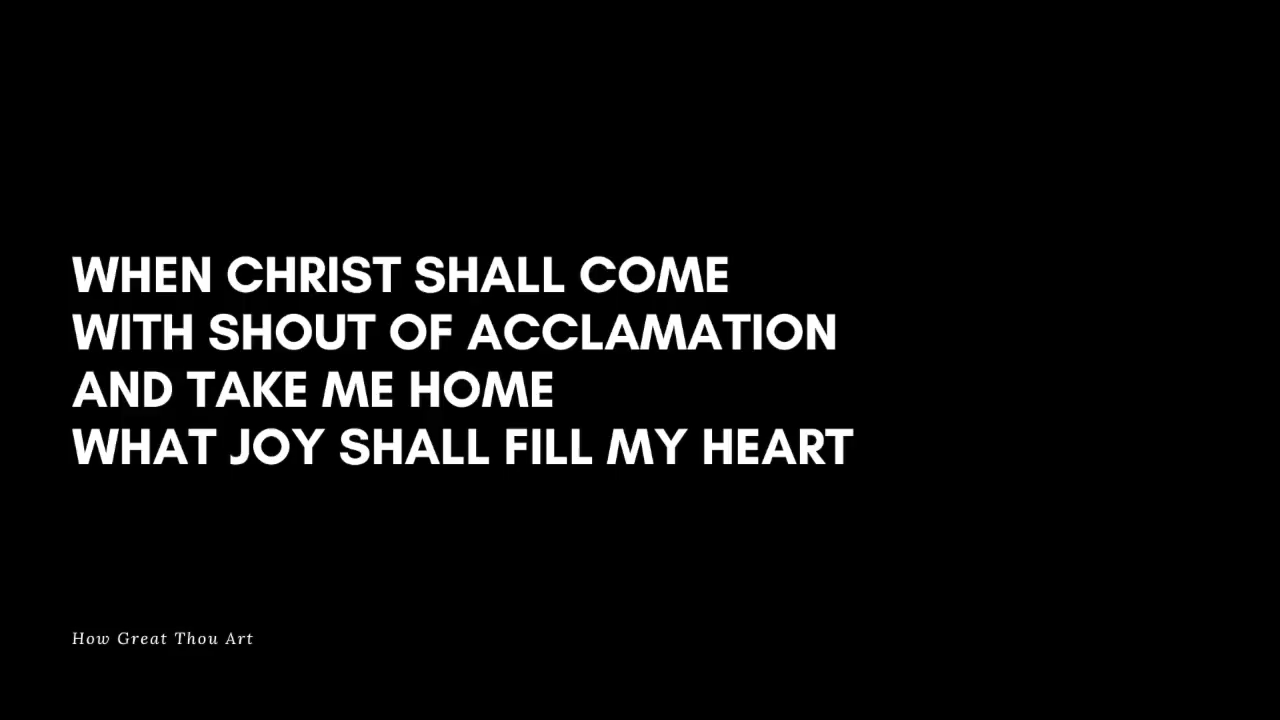 WHEN CHRIST SHALL COME
WITH SHOUT OF ACCLAMATION
AND TAKE ME HOME
WHAT JOY SHALL FILL MY HEART
How Great Thou Art